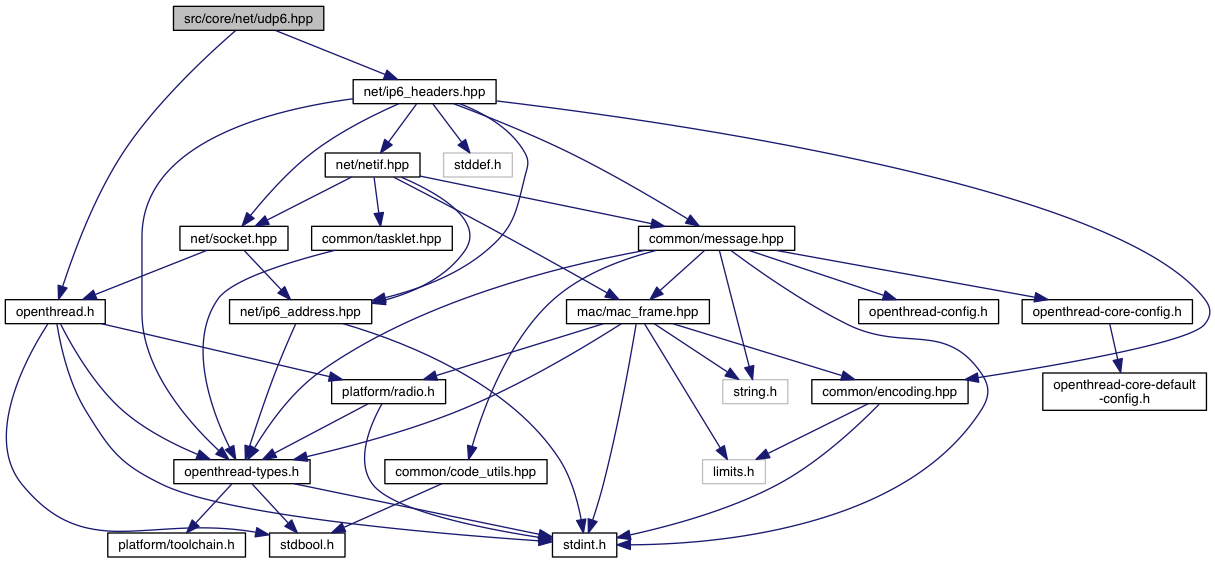 src/core/net/udp6.hpp
net/ip6_headers.hpp
net/netif.hpp
stddef.h
net/socket.hpp
common/tasklet.hpp
common/message.hpp
openthread.h
net/ip6_address.hpp
mac/mac_frame.hpp
openthread-config.h
openthread-core-config.h
platform/radio.h
string.h
common/encoding.hpp
openthread-core-default
-config.h
openthread-types.h
common/code_utils.hpp
limits.h
platform/toolchain.h
stdbool.h
stdint.h